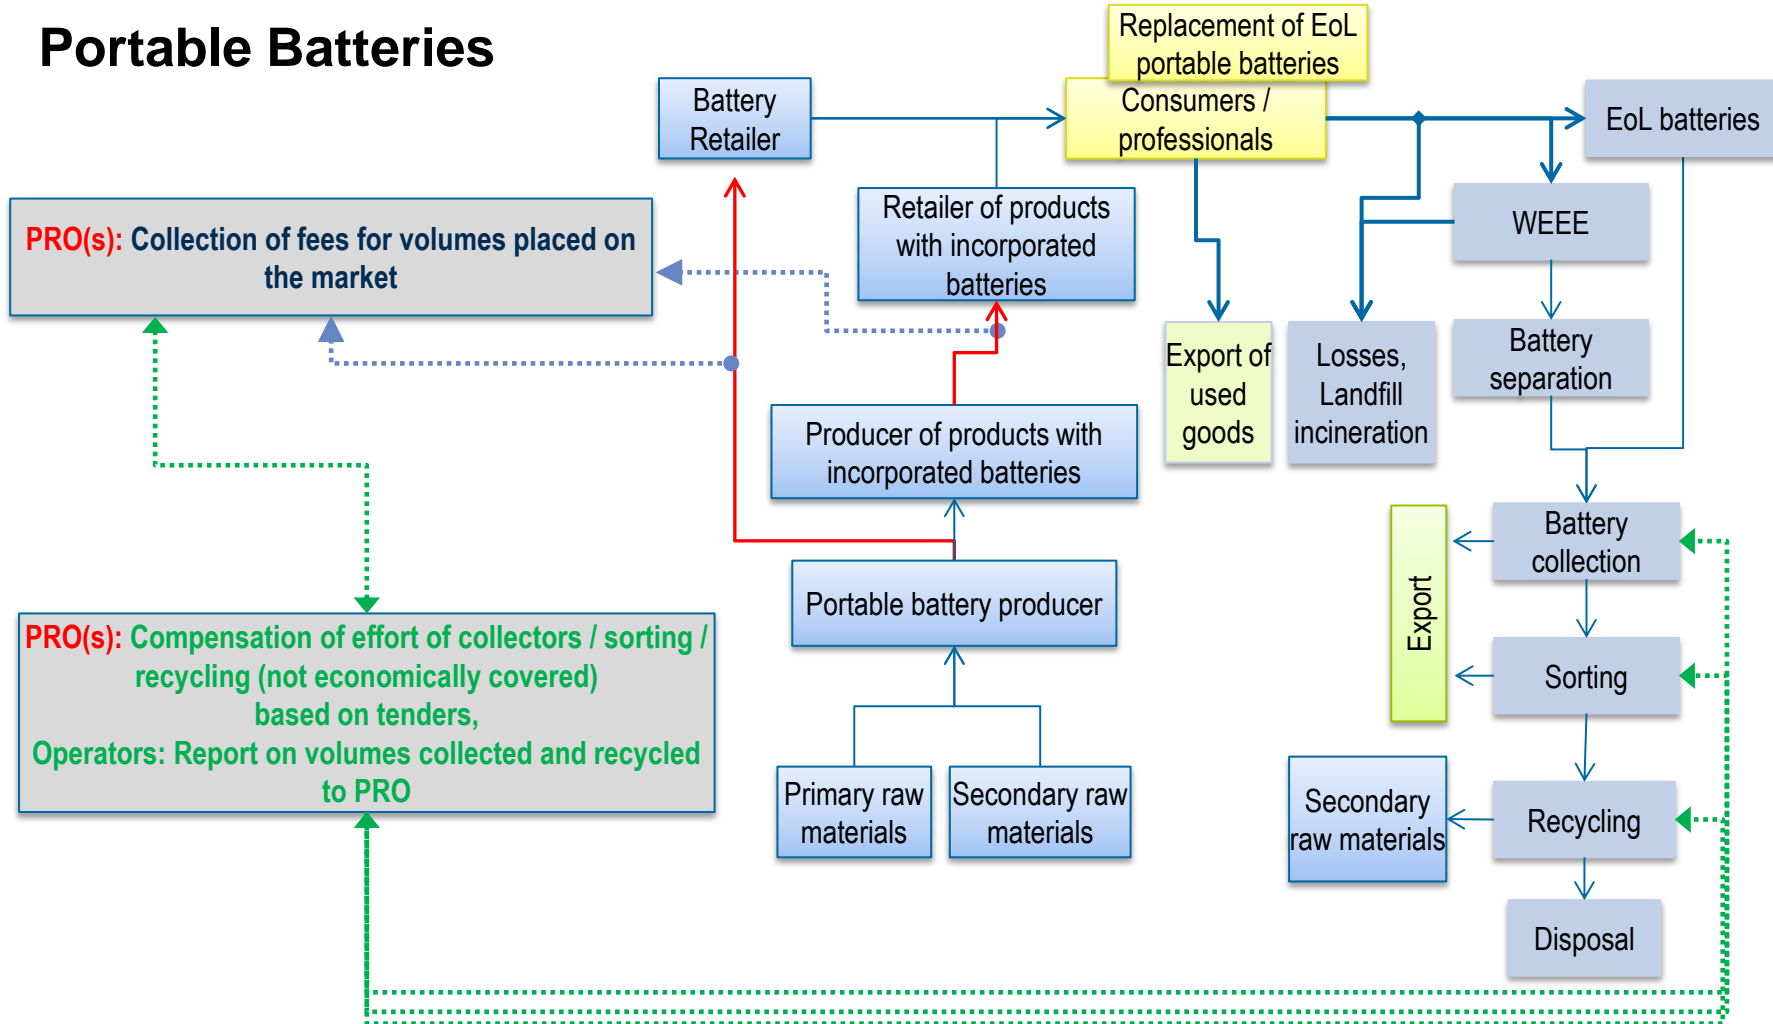 Portable Batteries
Replacement of EoL
portable batteries
Battery
Retailer
Consumers /
professionals
EoL batteries
Retailer of products
with incorporated
batteries
WEEE
PRO(s): Collection of fees for volumes placed on
the market
Export of
used
goods
Losses,
Landfill
incineration
Battery
separation
Producer of products with
incorporated batteries
Battery
collection
Export
Portable battery producer
Sorting
PRO(s): Compensation of effort of collectors / sorting /
recycling (not economically covered)
based on tenders,
Operators: Report on volumes collected and recycled
to PRO
Primary raw
materials
Secondary raw
materials
Secondary
raw materials
Recycling
Disposal